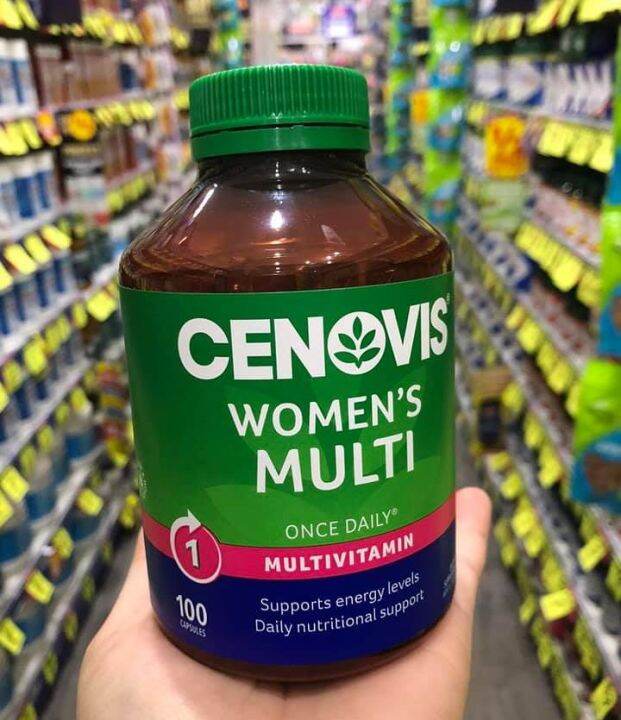 CENOVIS®
WOMEN'S
MULTI
ONCE DAILY®
1
MULTIVITAMIN
100
CAPSULES
Supports energy levels
Daily nutritional support